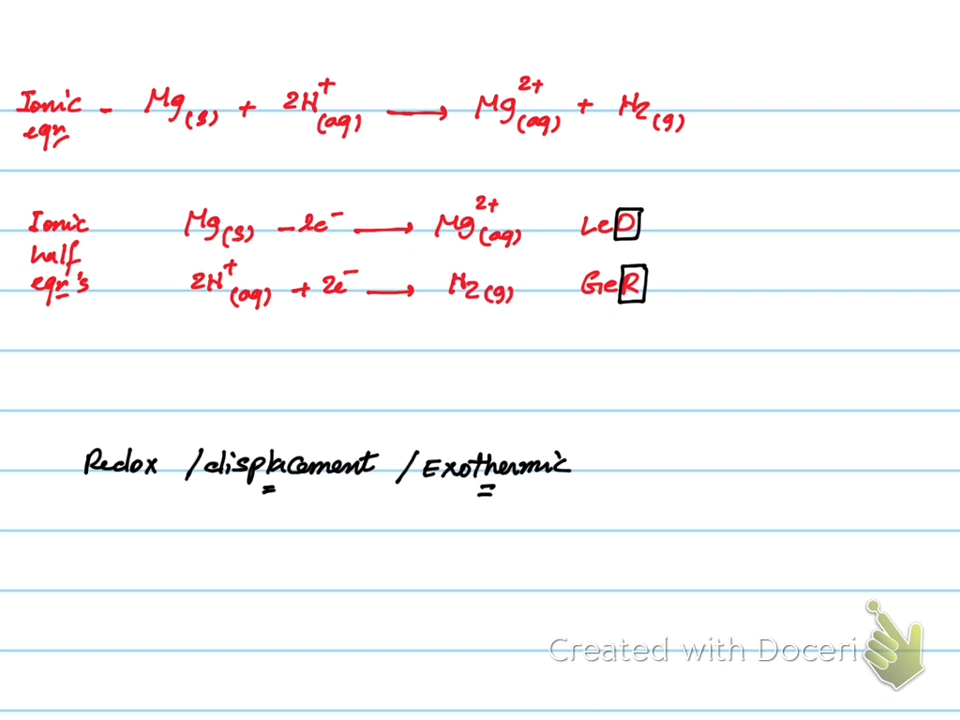 Ionic eqn - Mg(s) + 2H⁺(aq) ⟶ Mg²⁺(aq) + H₂(g)
Ionic half eqn's
Mg(s) - 2e⁻ ⟶ Mg²⁺(aq) LeO
2H⁺(aq) + 2e⁻ ⟶ H₂(g) GeR
Redox / displacement / Exothermic
Created with Doceri